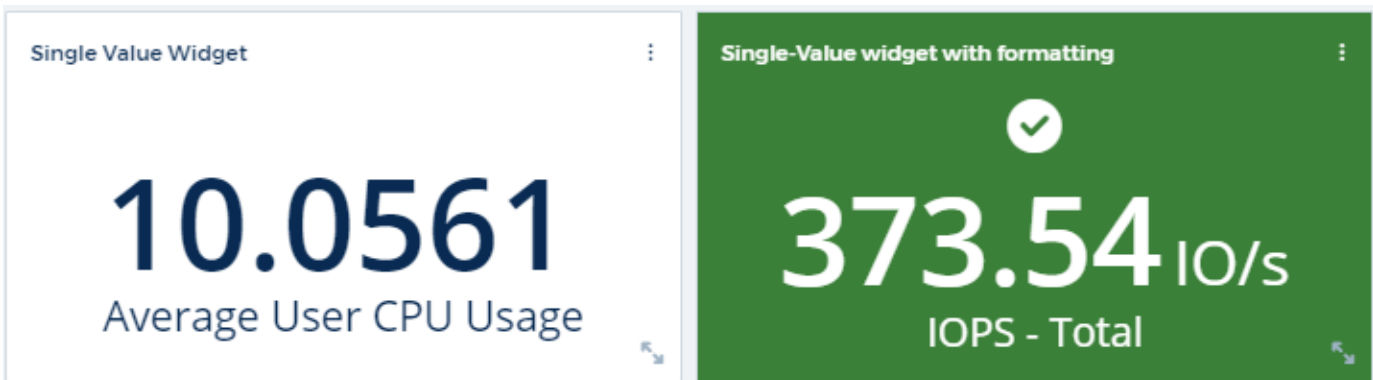 Single Value Widget
10.0561
Average User CPU Usage
Single-Value widget with formatting
373.54 IO/s
IOPS - Total